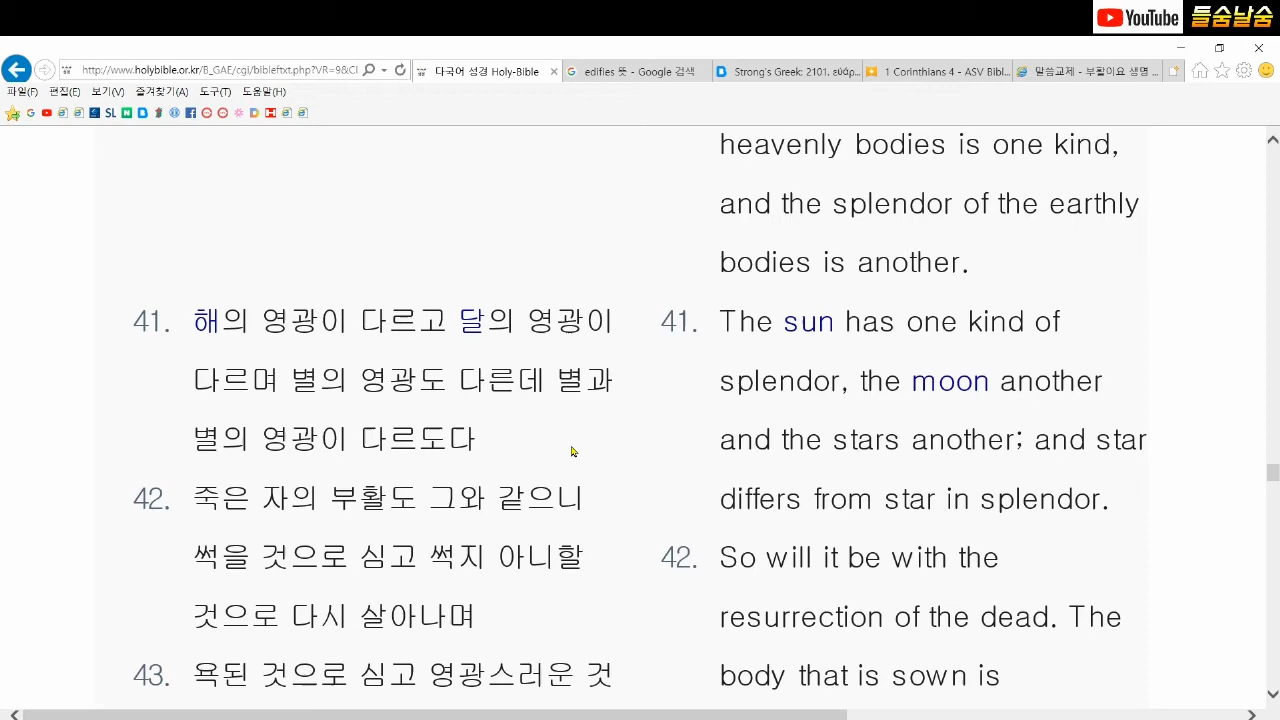 YouTube 들숨날숨
http://www.holybible.or.kr/B_GAE/cgi/bibleftxt.php?VR=9&CI
다국어 성경 Holy-Bible
edifies 뜻 - Google 검색
Strong's Greek: 2101.
1 Corinthians 4 - ASV Bibl...
말씀교제 - 부활이요 생명 ...
파일(F) 편집(E) 보기(V) 즐겨찾기(A) 도구(T) 도움말(H)
heavenly bodies is one kind,
and the splendor of the earthly
bodies is another.
41. 해의 영광이 다르고 달의 영광이
다르며 별의 영광도 다른데 별과
별의 영광이 다르도다
42. 죽은 자의 부활도 그와 같으니
썩을 것으로 심고 썩지 아니할
것으로 다시 살아나며
43. 욕된 것으로 심고 영광스러운 것
41. The sun has one kind of
splendor, the moon another
and the stars another; and star
differs from star in splendor.
42. So will it be with the
resurrection of the dead. The
body that is sown is